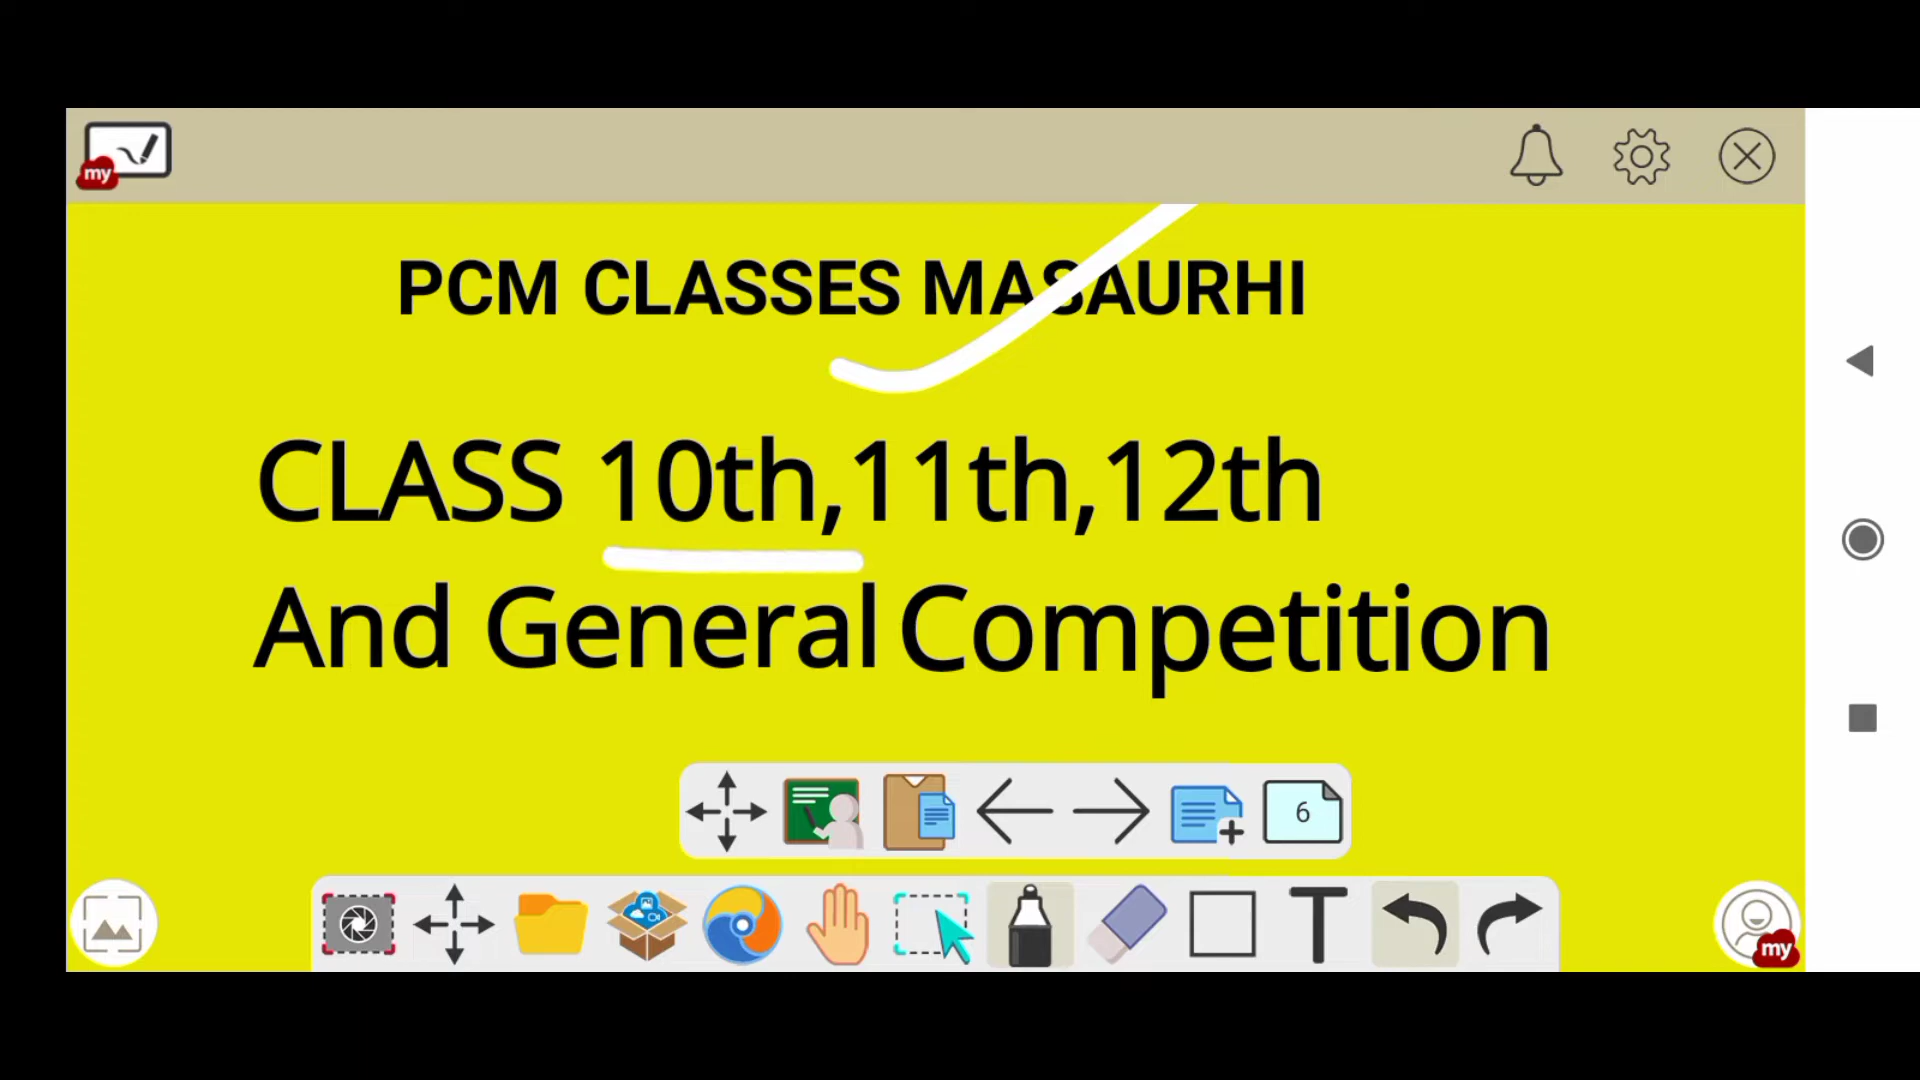 my
PCM CLASSES MASAURHI
CLASS 10th,11th,12th
And General Competition
6
T
my